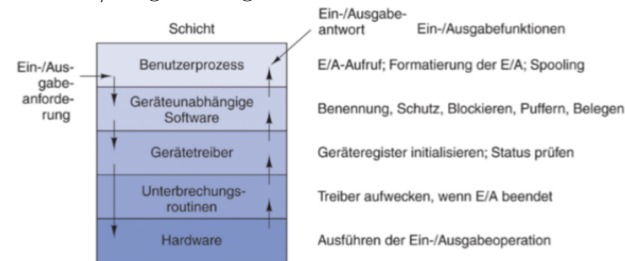 Schicht
Ein-/Ausgabe-
antwort
Ein-/Ausgabefunktionen
Ein-/Aus-
gabe-
anforde-
rung
Benutzerprozess
E/A-Aufruf; Formatierung der E/A; Spooling
Geräteunabhängige
Software
Benennung, Schutz, Blockieren, Puffern, Belegen
Gerätetreiber
Geräteregister initialisieren; Status prüfen
Unterbrechungs-
routinen
Treiber aufwecken, wenn E/A beendet
Hardware
Ausführen der Ein-/Ausgabeoperation